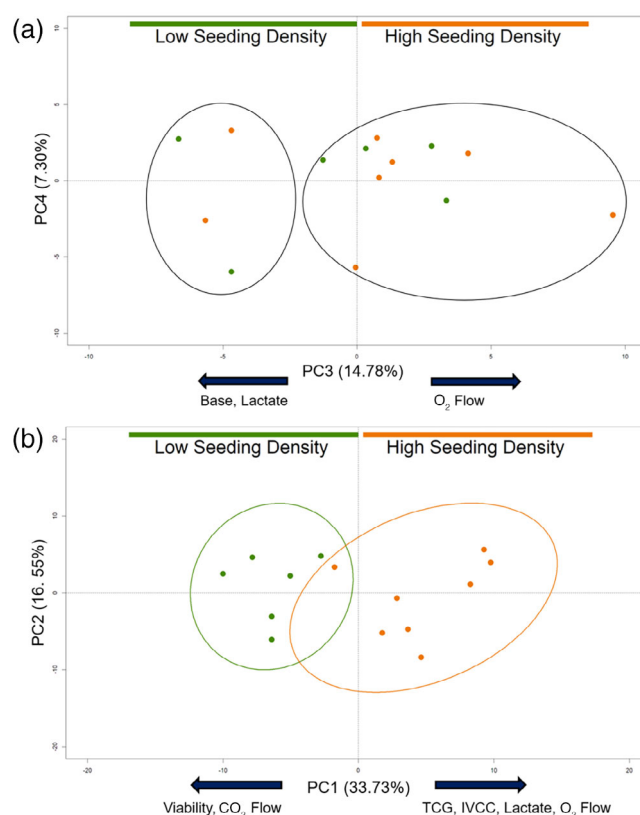 (a)
Low Seeding Density High Seeding Density
10
5
0
-5
-10
PC4 (7.30%)
-10 -5 0 5 10
PC3 (14.78%)
Base, Lactate O₂ Flow
(b)
Low Seeding Density High Seeding Density
20
10
0
-10
-20
PC2 (16.55%)
-20 -10 0 10 20
PC1 (33.73%)
Viability, CO₂ Flow TCG, IVCC, Lactate, O₂ Flow